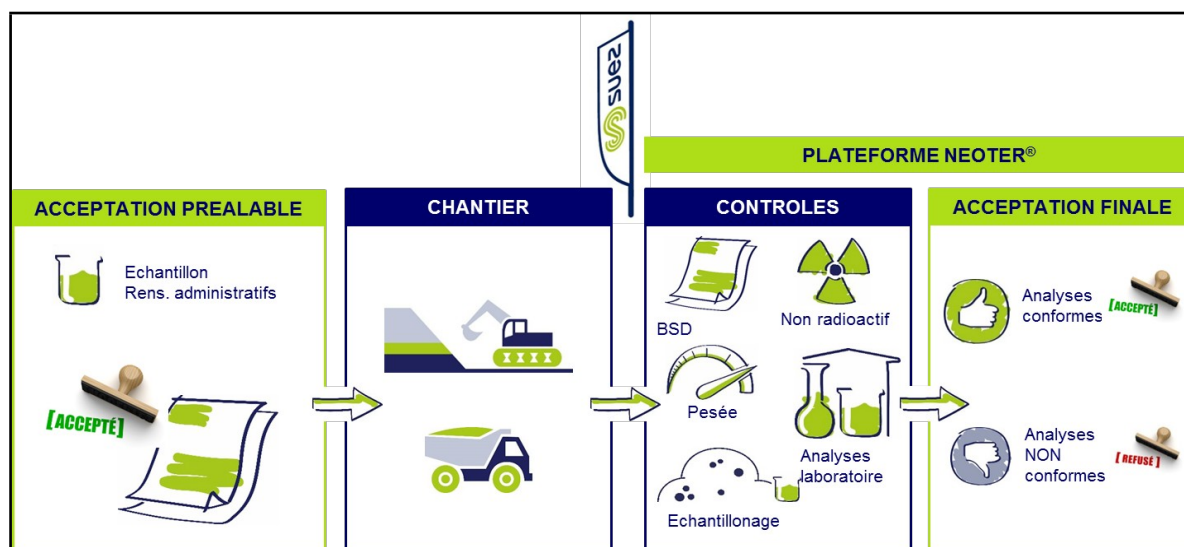 suez
PLATEFORME NEOTER®
ACCEPTATION PREALABLE
Echantillon
Rens. administratifs
[ACCEPTÉ]
CHANTIER
CONTROLES
BSD
Non radioactif
Pesée
Analyses
laboratoire
Echantillonage
ACCEPTATION FINALE
Analyses
conformes
[ACCEPTÉ]
Analyses
NON
conformes
[REFUSÉ]